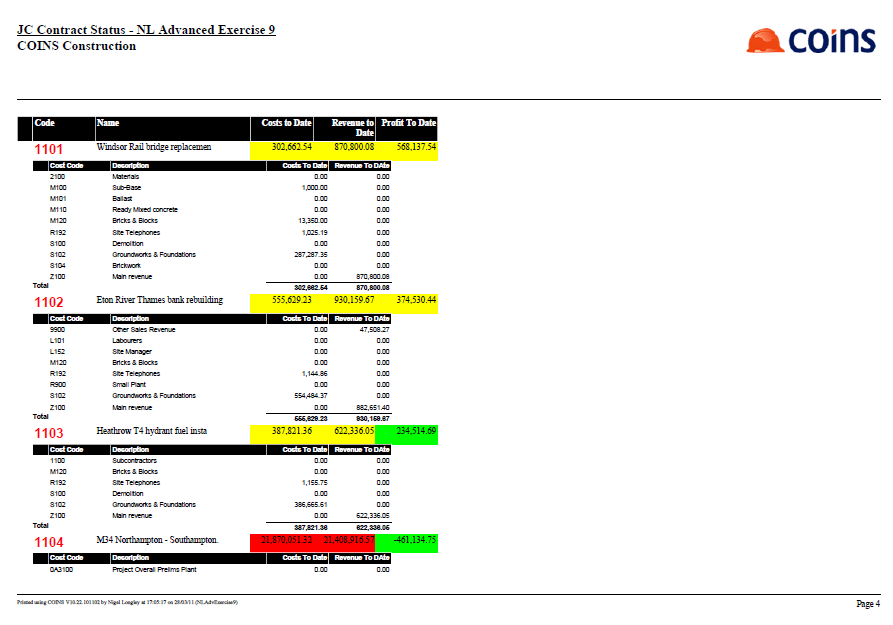 JC Contract Status - NL Advanced Exercise 9
COINS Construction
coins
Code Name Costs to Date Revenue to Date Profit To Date
1101 Windsor Rail bridge replacemen 302,662.54 870,800.08 568,137.54
Cost Code Description Costs To Date Revenue To DAte
2100 Materials 0.00 0.00
M100 Sub-Base 1,000.00 0.00
M101 Ballast 0.00 0.00
M110 Ready Mixed concrete 0.00 0.00
M120 Bricks & Blocks 13,350.00 0.00
R192 Site Telephones 1,025.19 0.00
S100 Demolition 0.00 0.00
S102 Groundworks & Foundations 287,287.35 0.00
S104 Brickwork 0.00 0.00
Z100 Main revenue 0.00 870,800.08
Total 302,662.54 870,800.08
1102 Eton River Thames bank rebuilding 555,629.23 930,159.67 374,530.44
Cost Code Description Costs To Date Revenue To DAte
9900 Other Sales Revenue 0.00 47,508.27
L101 Labourers 0.00 0.00
L152 Site Manager 0.00 0.00
M120 Bricks & Blocks 0.00 0.00
R192 Site Telephones 1,144.86 0.00
R900 Small Plant 0.00 0.00
S102 Groundworks & Foundations 554,484.37 0.00
Z100 Main revenue 0.00 882,651.40
Total 555,629.23 930,159.67
1103 Heathrow T4 hydrant fuel insta 387,821.36 622,336.05 234,514.69
Cost Code Description Costs To Date Revenue To DAte
1100 Subcontractors 0.00 0.00
M120 Bricks & Blocks 0.00 0.00
R192 Site Telephones 1,155.75 0.00
S100 Demolition 0.00 0.00
S102 Groundworks & Foundations 386,665.61 0.00
Z100 Main revenue 0.00 622,336.05
Total 387,821.36 622,336.05
1104 M34 Northampton - Southampton. 21,870,051.32 21,408,916.57 -461,134.75
Cost Code Description Costs To Date Revenue To DAte
0A3100 Project Overall Prelims Plant 0.00 0.00
Printed using COINS V10.22.101102 by Nigel Longley at 17:05:17 on 28/03/11 (NLAdvExercise9)
Page 4